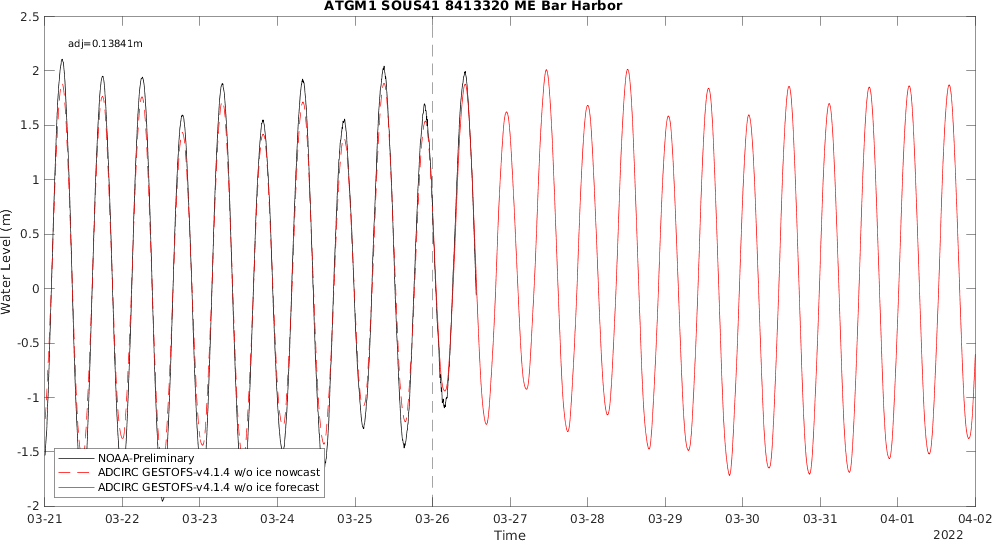 ATGM1 SOUS41 8413320 ME Bar Harbor
adj=0.13841m
2.5
2
1.5
1
0.5
0
-0.5
-1
-1.5
-2
Water Level (m)
NOAA-Preliminary
ADCIRC GESTOFS-v4.1.4 w/o ice nowcast
ADCIRC GESTOFS-v4.1.4 w/o ice forecast
03-21 03-22 03-23 03-24 03-25 03-26 03-27 03-28 03-29 03-30 03-31 04-01 04-02
Time
2022